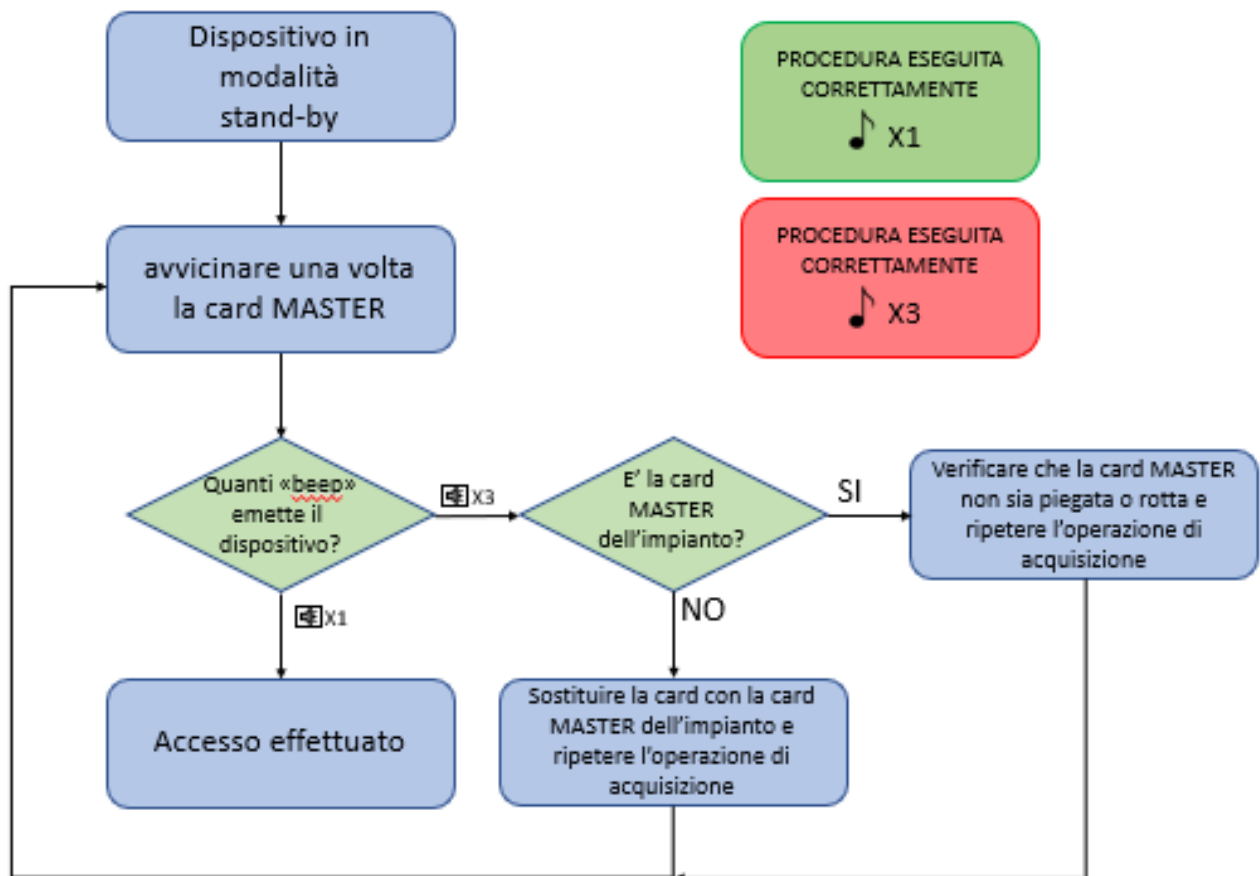 Dispositivo in
modalità
stand-by
PROCEDURA ESEGUITA
CORRETTAMENTE
X1
avvicinare una volta
la card MASTER
PROCEDURA ESEGUITA
CORRETTAMENTE
X3
Quanti «beep»
emette il
dispositivo?
X3
E' la card
MASTER
dell'impianto?
SI
Verificare che la card MASTER
non sia piegata o rotta e
ripetere l'operazione di
acquisizione
X1
NO
Accesso effettuato
Sostituire la card con la card
MASTER dell'impianto e
ripetere l'operazione di
acquisizione